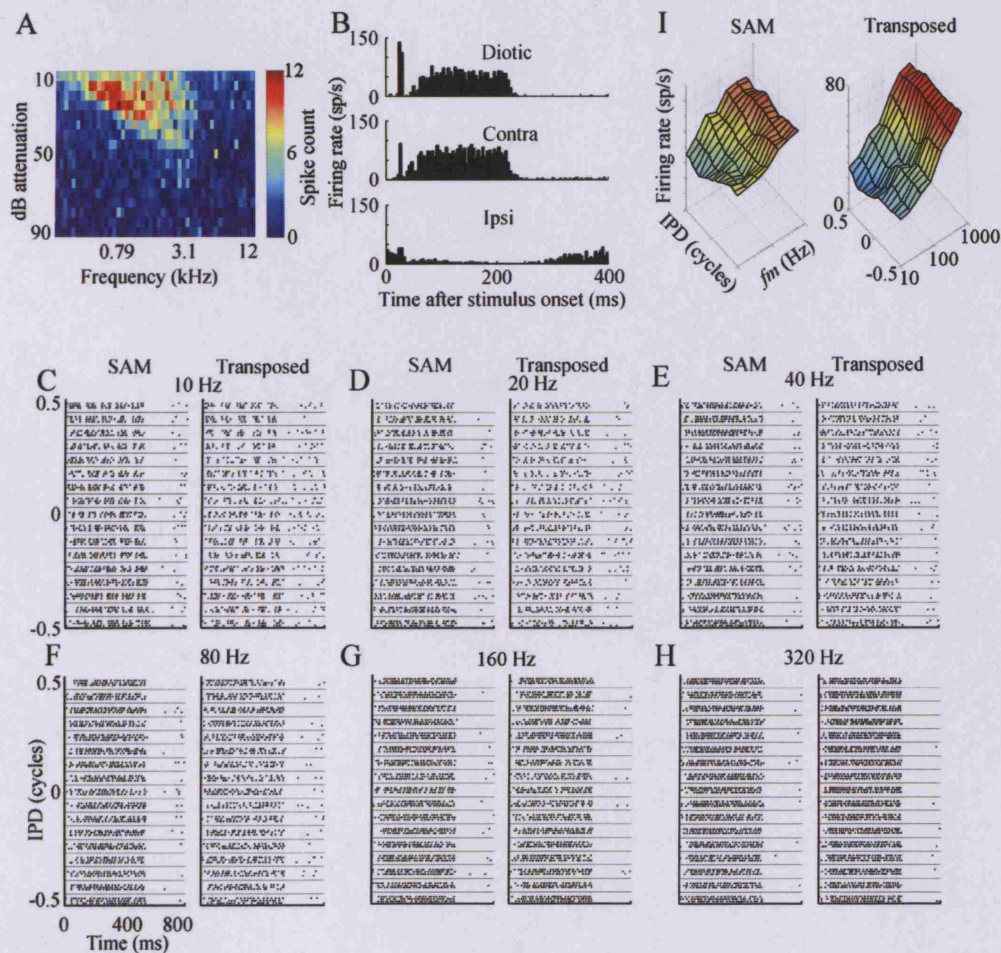 A
dB attenuation
10
50
90
0.79 3.1 12
Frequency (kHz)
12
6
0
Spike count
B
Firing rate (sp/s)
150
0
Diotic
150
0
Contra
150
0
Ipsi
0 200 400
Time after stimulus onset (ms)
I
SAM Transposed
Firing rate (sp/s)
80
40
0
IPD (cycles)
fm (Hz)
0.5
0
-0.5
10
100
1000
C
SAM Transposed
10 Hz
0.5
0
-0.5
D
SAM Transposed
20 Hz
E
SAM Transposed
40 Hz
F
80 Hz
0.5
0
-0.5
IPD (cycles)
0 400 800
Time (ms)
G
160 Hz
H
320 Hz